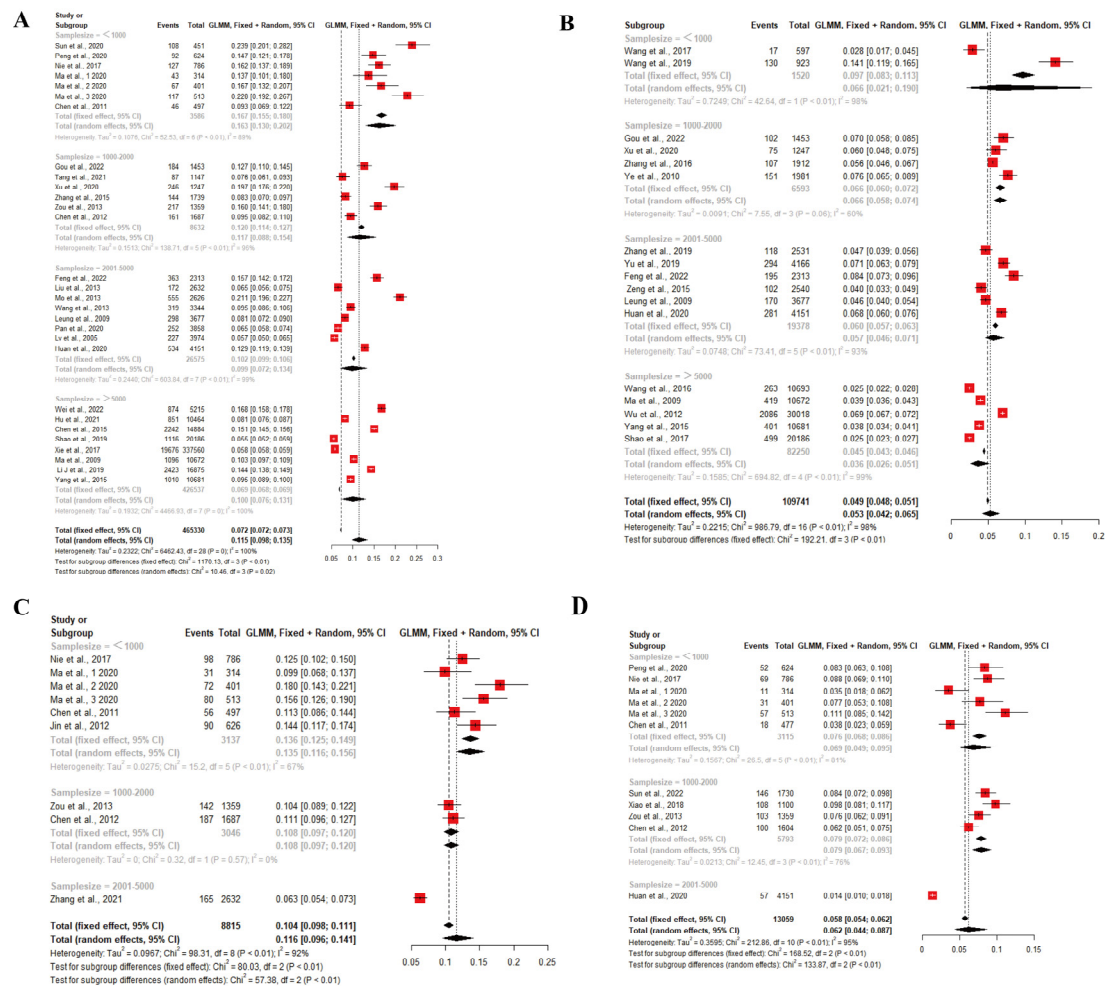 A
Study or
Subgroup Events Total GLMM, Fixed + Random, 95% CI GLMM, Fixed + Random, 95% CI
Samplesize = ＜1000
Sun et al., 2020 108 451 0.239 [0.201; 0.282]
Peng et al., 2020 92 624 0.147 [0.121; 0.178]
Nie et al., 2017 127 786 0.162 [0.137; 0.189]
Ma et al., 1 2020 43 314 0.137 [0.101; 0.180]
Ma et al., 2 2020 67 401 0.167 [0.132; 0.207]
Ma et al., 3 2020 117 513 0.228 [0.192; 0.267]
Chen et al., 2011 46 497 0.093 [0.069; 0.122]
Total (fixed effect, 95% CI) 3586 0.167 [0.155; 0.180]
Total (random effects, 95% CI) 0.163 [0.130; 0.202]
Heterogeneity: Tau² = 0.1076; Chi² = 52.53, df = 6 (P < 0.01); I² = 89%
Samplesize = 1000-2000
Gou et al., 2022 184 1453 0.127 [0.110; 0.145]
Tang et al., 2021 87 1147 0.076 [0.061; 0.093]
Xu et al., 2020 246 1247 0.197 [0.176; 0.220]
Zhang et al., 2015 144 1739 0.083 [0.070; 0.097]
Zou et al., 2013 217 1359 0.160 [0.141; 0.180]
Chen et al., 2012 161 1687 0.095 [0.082; 0.110]
Total (fixed effect, 95% CI) 8632 0.120 [0.114; 0.127]
Total (random effects, 95% CI) 0.117 [0.088; 0.154]
Heterogeneity: Tau² = 0.1513; Chi² = 138.71, df = 5 (P < 0.01); I² = 96%
Samplesize = 2001-5000
Feng et al., 2022 363 2313 0.157 [0.142; 0.172]
Liu et al., 2013 172 2632 0.065 [0.056; 0.075]
Mo et al., 2013 555 2626 0.211 [0.196; 0.227]
Wang et al., 2013 319 3344 0.095 [0.086; 0.106]
Leung et al., 2009 298 3677 0.081 [0.072; 0.090]
Pan et al., 2020 252 3858 0.065 [0.058; 0.074]
Lv et al., 2005 227 3974 0.057 [0.050; 0.065]
Huan et al., 2020 534 4151 0.129 [0.119; 0.139]
Total (fixed effect, 95% CI) 26575 0.102 [0.099; 0.106]
Total (random effects, 95% CI) 0.099 [0.072; 0.134]
Heterogeneity: Tau² = 0.2440; Chi² = 603.84, df = 7 (P < 0.01); I² = 99%
Samplesize = ＞5000
Wei et al., 2022 874 5215 0.168 [0.158; 0.178]
Hu et al., 2021 851 10464 0.081 [0.076; 0.087]
Chen et al., 2015 2242 14884 0.151 [0.145; 0.156]
Shao et al., 2019 1116 20186 0.055 [0.052; 0.059]
Xie et al., 2017 19676 337560 0.058 [0.058; 0.059]
Ma et al., 2009 1096 10672 0.103 [0.097; 0.109]
Li J et al., 2019 2423 16875 0.144 [0.138; 0.149]
Yang et al., 2015 1010 10681 0.095 [0.089; 0.100]
Total (fixed effect, 95% CI) 426537 0.069 [0.068; 0.069]
Total (random effects, 95% CI) 0.100 [0.076; 0.131]
Heterogeneity: Tau² = 0.1932; Chi² = 4466.93, df = 7 (P = 0); I² = 100%
Total (fixed effect, 95% CI) 465330 0.072 [0.072; 0.073]
Total (random effects, 95% CI) 0.115 [0.098; 0.135]
Heterogeneity: Tau² = 0.2322; Chi² = 6462.43, df = 28 (P = 0); I² = 100%
Test for subgroup differences (fixed effect): Chi² = 1170.13, df = 3 (P < 0.01)
Test for subgroup differences (random effects): Chi² = 10.46, df = 3 (P = 0.02)
0.05 0.1 0.15 0.2 0.25 0.3
B
Subgroup Events Total GLMM, Fixed + Random, 95% CI GLMM, Fixed + Random, 95% CI
Samplesize = ＜1000
Wang et al., 2017 17 597 0.028 [0.017; 0.045]
Wang et al., 2019 130 923 0.141 [0.119; 0.165]
Total (fixed effect, 95% CI) 1520 0.097 [0.083; 0.113]
Total (random effects, 95% CI) 0.066 [0.021; 0.190]
Heterogeneity: Tau² = 0.7249; Chi² = 42.64, df = 1 (P < 0.01); I² = 98%
Samplesize = 1000-2000
Gou et al., 2022 102 1453 0.070 [0.058; 0.085]
Xu et al., 2020 75 1247 0.060 [0.048; 0.075]
Zhang et al., 2016 107 1912 0.056 [0.046; 0.067]
Ye et al., 2010 151 1981 0.076 [0.065; 0.089]
Total (fixed effect, 95% CI) 6593 0.066 [0.060; 0.072]
Total (random effects, 95% CI) 0.066 [0.058; 0.074]
Heterogeneity: Tau² = 0.0091; Chi² = 7.56, df = 3 (P = 0.06); I² = 60%
Samplesize = 2001-5000
Zhang et al., 2019 118 2531 0.047 [0.039; 0.056]
Yu et al., 2019 294 4166 0.071 [0.063; 0.079]
Feng et al., 2022 195 2313 0.084 [0.073; 0.096]
Zeng et al., 2015 102 2540 0.040 [0.033; 0.049]
Leung et al., 2009 170 3677 0.046 [0.040; 0.054]
Huan et al., 2020 281 4151 0.068 [0.060; 0.076]
Total (fixed effect, 95% CI) 19378 0.060 [0.057; 0.063]
Total (random effects, 95% CI) 0.057 [0.046; 0.071]
Heterogeneity: Tau² = 0.0748; Chi² = 73.41, df = 5 (P < 0.01); I² = 93%
Samplesize = ＞5000
Wang et al., 2016 263 10693 0.025 [0.022; 0.028]
Ma et al., 2009 419 10672 0.039 [0.036; 0.043]
Wu et al., 2012 2086 30018 0.069 [0.067; 0.072]
Yang et al., 2015 401 10681 0.038 [0.034; 0.041]
Shao et al., 2017 499 20186 0.025 [0.023; 0.027]
Total (fixed effect, 95% CI) 82250 0.045 [0.043; 0.046]
Total (random effects, 95% CI) 0.036 [0.026; 0.051]
Heterogeneity: Tau² = 0.1585; Chi² = 694.82, df = 4 (P < 0.01); I² = 99%
Total (fixed effect, 95% CI) 109741 0.049 [0.048; 0.051]
Total (random effects, 95% CI) 0.053 [0.042; 0.065]
Heterogeneity: Tau² = 0.2215; Chi² = 986.79, df = 16 (P < 0.01); I² = 98%
Test for subgroup differences (fixed effect): Chi² = 192.21, df = 3 (P < 0.01)
0 0.05 0.1 0.15 0.2
C
Study or
Subgroup Events Total GLMM, Fixed + Random, 95% CI GLMM, Fixed + Random, 95% CI
Samplesize = ＜1000
Nie et al., 2017 98 786 0.125 [0.102; 0.150]
Ma et al., 1 2020 31 314 0.099 [0.068; 0.137]
Ma et al., 2 2020 72 401 0.180 [0.143; 0.221]
Ma et al., 3 2020 80 513 0.156 [0.126; 0.190]
Chen et al., 2011 56 497 0.113 [0.086; 0.144]
Jin et al., 2012 90 626 0.144 [0.117; 0.174]
Total (fixed effect, 95% CI) 3137 0.136 [0.125; 0.149]
Total (random effects, 95% CI) 0.135 [0.116; 0.156]
Heterogeneity: Tau² = 0.0275; Chi² = 15.2, df = 5 (P < 0.01); I² = 67%
Samplesize = 1000-2000
Zou et al., 2013 142 1359 0.104 [0.089; 0.122]
Chen et al., 2012 187 1687 0.111 [0.096; 0.127]
Total (fixed effect, 95% CI) 3046 0.108 [0.097; 0.120]
Total (random effects, 95% CI) 0.108 [0.097; 0.120]
Heterogeneity: Tau² = 0; Chi² = 0.32, df = 1 (P = 0.57); I² = 0%
Samplesize = 2001-5000
Zhang et al., 2021 165 2632 0.063 [0.054; 0.073]
Total (fixed effect, 95% CI) 8815 0.104 [0.098; 0.111]
Total (random effects, 95% CI) 0.116 [0.096; 0.141]
Heterogeneity: Tau² = 0.0967; Chi² = 98.31, df = 8 (P < 0.01); I² = 92%
Test for subgroup differences (fixed effect): Chi² = 80.03, df = 2 (P < 0.01)
Test for subgroup differences (random effects): Chi² = 57.38, df = 2 (P < 0.01)
0.1 0.15 0.2 0.25
D
Study or
Subgroup Events Total GLMM, Fixed + Random, 95% CI GLMM, Fixed + Random, 95% CI
Samplesize = ＜1000
Peng et al., 2020 52 624 0.083 [0.063; 0.108]
Nie et al., 2017 69 786 0.088 [0.069; 0.110]
Ma et al., 1 2020 11 314 0.035 [0.018; 0.062]
Ma et al., 2 2020 31 401 0.077 [0.053; 0.108]
Ma et al., 3 2020 57 513 0.111 [0.085; 0.142]
Chen et al., 2011 18 477 0.038 [0.023; 0.059]
Total (fixed effect, 95% CI) 3115 0.076 [0.068; 0.086]
Total (random effects, 95% CI) 0.069 [0.049; 0.095]
Heterogeneity: Tau² = 0.1567; Chi² = 26.5, df = 5 (P < 0.01); I² = 81%
Samplesize = 1000-2000
Sun et al., 2022 146 1730 0.084 [0.072; 0.098]
Xiao et al., 2018 108 1100 0.098 [0.081; 0.117]
Zou et al., 2013 103 1359 0.076 [0.062; 0.091]
Chen et al., 2012 100 1604 0.062 [0.051; 0.075]
Total (fixed effect, 95% CI) 5793 0.079 [0.072; 0.086]
Total (random effects, 95% CI) 0.079 [0.067; 0.093]
Heterogeneity: Tau² = 0.0213; Chi² = 12.45, df = 3 (P < 0.01); I² = 76%
Samplesize = 2001-5000
Huan et al., 2020 57 4151 0.014 [0.010; 0.018]
Total (fixed effect, 95% CI) 13059 0.058 [0.054; 0.062]
Total (random effects, 95% CI) 0.062 [0.044; 0.087]
Heterogeneity: Tau² = 0.3595; Chi² = 212.86, df = 10 (P < 0.01); I² = 95%
Test for subgroup differences (fixed effect): Chi² = 168.52, df = 2 (P < 0.01)
Test for subgroup differences (random effects): Chi² = 133.87, df = 2 (P < 0.01)
0.05 0.1 0.15